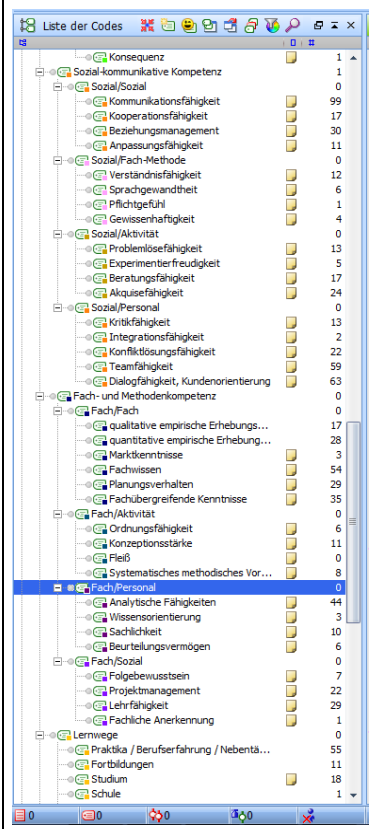 Liste der Codes
Konsequenz 1
Sozial-kommunikative Kompetenz 1
Sozial/Sozial 0
Kommunikationsfähigkeit 99
Kooperationsfähigkeit 17
Beziehungsmanagement 30
Anpassungsfähigkeit 11
Sozial/Fach-Methode 0
Verständnisfähigkeit 12
Sprachgewandtheit 6
Pflichtgefühl 1
Gewissenhaftigkeit 4
Sozial/Aktivität 0
Problemlösefähigkeit 13
Experimentierfreudigkeit 5
Beratungsfähigkeit 17
Akquisefähigkeit 24
Sozial/Personal 0
Kritikfähigkeit 13
Integrationsfähigkeit 2
Konfliktlösungsfähigkeit 22
Teamfähigkeit 59
Dialogfähigkeit, Kundenorientierung 63
Fach- und Methodenkompetenz 0
Fach/Fach 0
qualitative empirische Erhebungs... 17
quantitative empirische Erhebung... 28
Marktkenntnisse 3
Fachwissen 54
Planungsverhalten 29
Fachübergreifende Kenntnisse 35
Fach/Aktivität 0
Ordnungsfähigkeit 6
Konzeptionsstärke 11
Fleiß 0
Systematisches methodisches Vor... 8
Fach/Personal 0
Analytische Fähigkeiten 44
Wissensorientierung 3
Sachlichkeit 10
Beurteilungsvermögen 6
Fach/Sozial 0
Folgebewusstsein 7
Projektmanagement 22
Lehrfähigkeit 29
Fachliche Anerkennung 1
Lernwege 0
Praktika / Berufserfahrung / Nebentä... 55
Fortbildungen 11
Studium 18
Schule 1
0 0 0 0